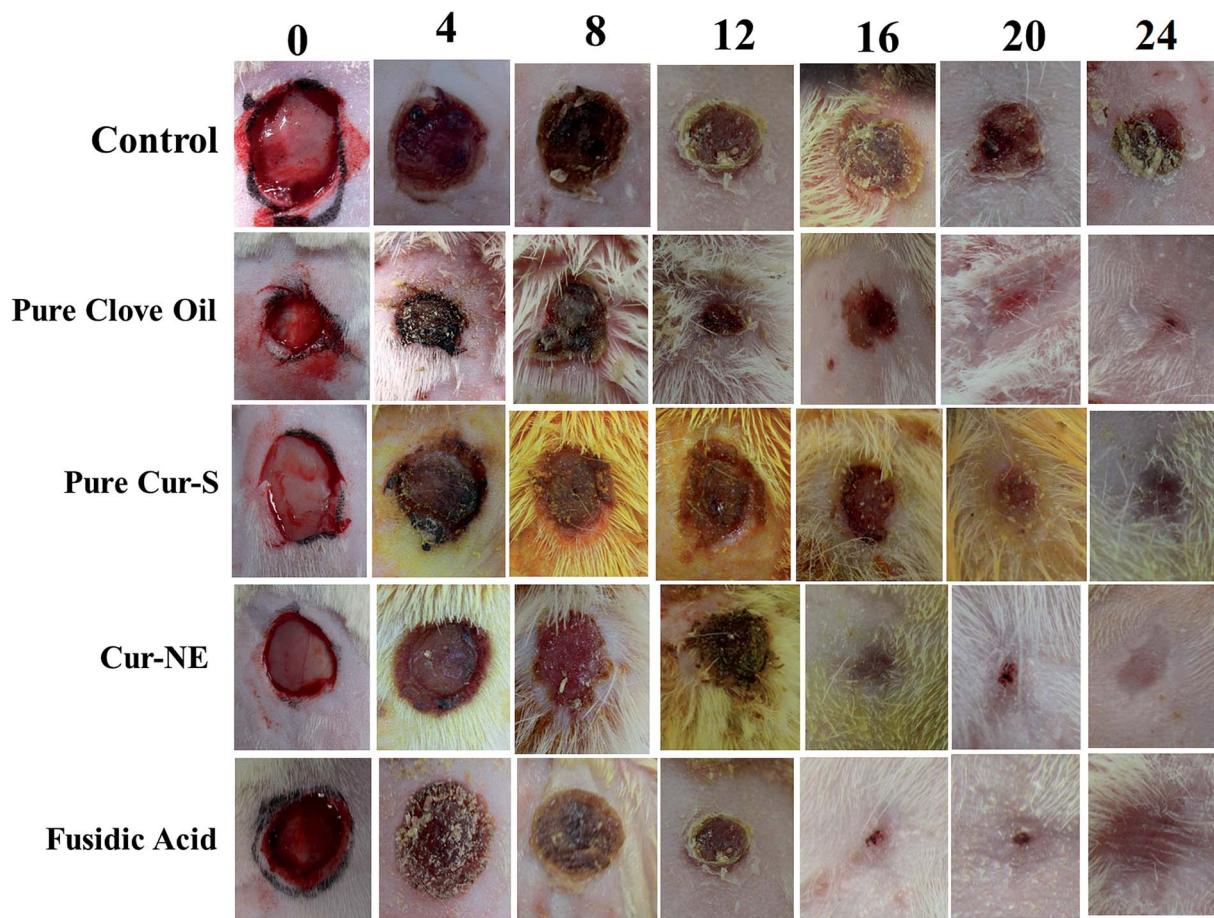 0 4 8 12 16 20 24
Control
Pure Clove Oil
Pure Cur-S
Cur-NE
Fusidic Acid